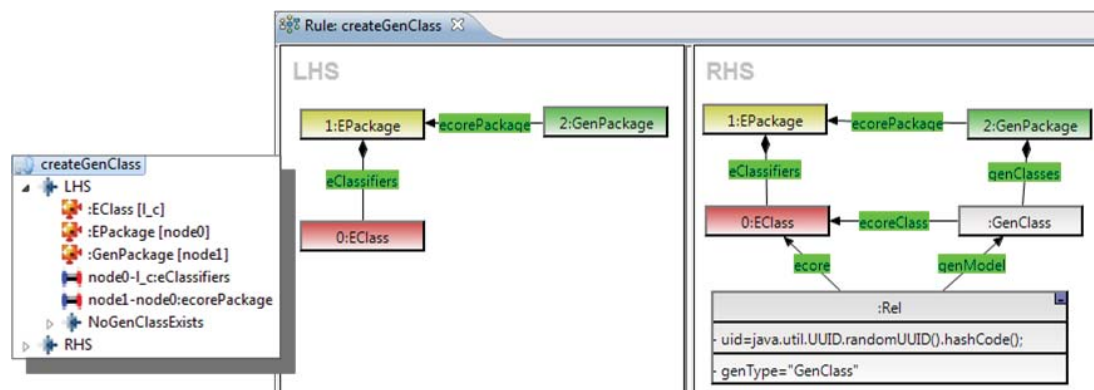 Rule: createGenClass
LHS
1:EPackage
ecorePackage
2:GenPackage
eClassifiers
0:EClass
RHS
1:EPackage
ecorePackage
2:GenPackage
eClassifiers
genClasses
0:EClass
ecoreClass
:GenClass
ecore
genModel
:Rel
- uid=java.util.UUID.randomUUID().hashCode();
- genType="GenClass"
createGenClass
LHS
:EClass [l_c]
:EPackage [node0]
:GenPackage [node1]
node0-l_c:eClassifiers
node1-node0:ecorePackage
NoGenClassExists
RHS